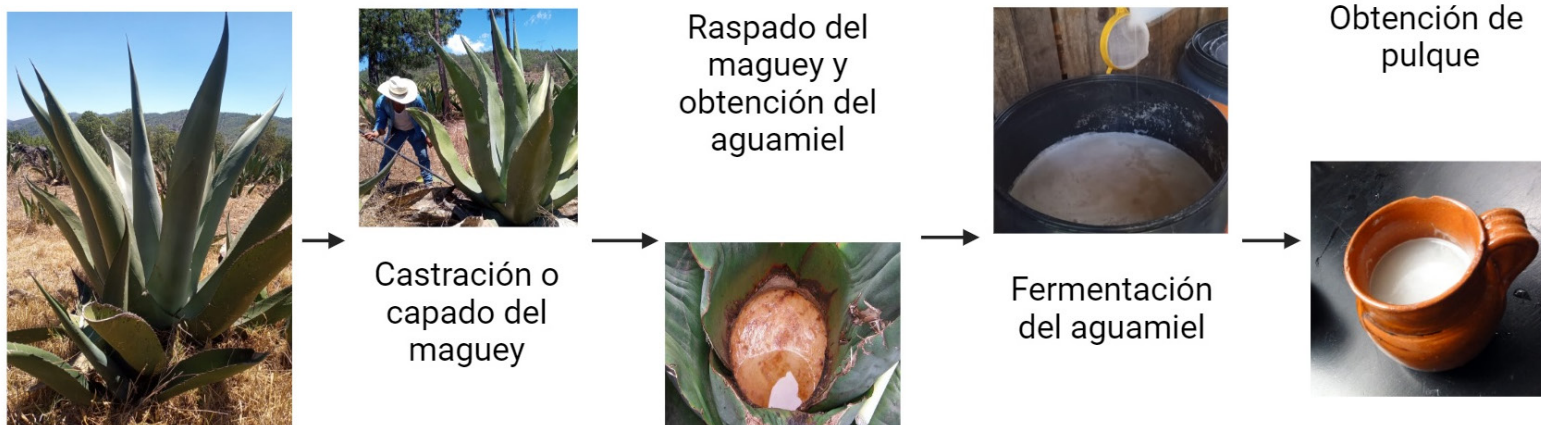 Castración o
capado del
maguey
Raspado del
maguey y
obtención del
aguamiel
Fermentación
del aguamiel
Obtención de
pulque